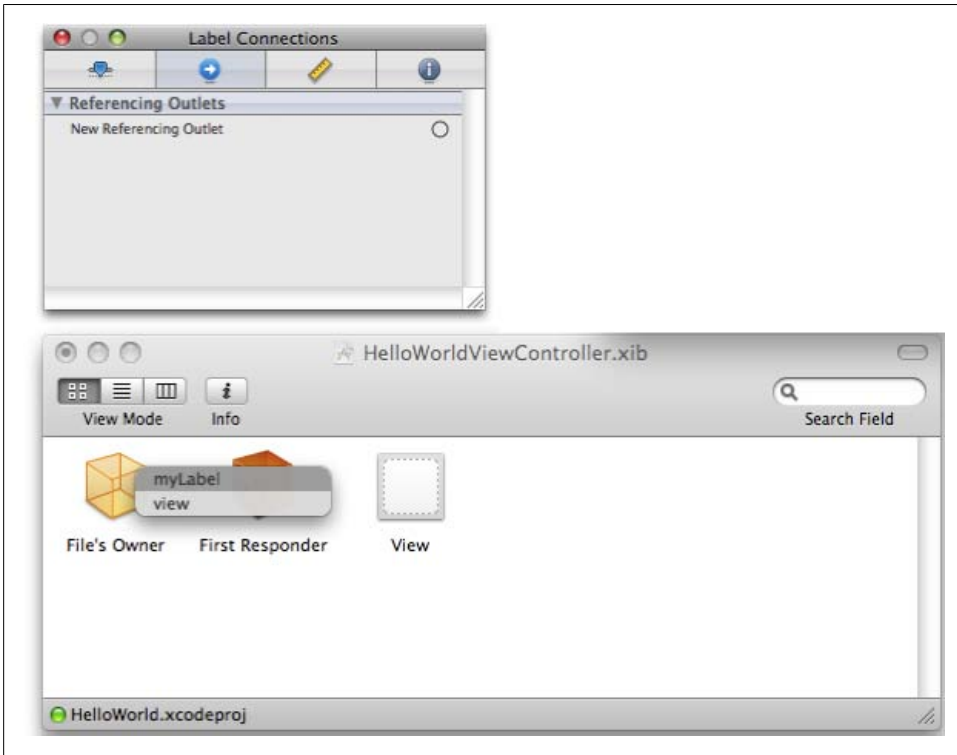 Label Connections
Referencing Outlets
New Referencing Outlet
HelloWorldViewController.xib
View Mode
Info
Search Field
myLabel
view
File's Owner
First Responder
View
HelloWorld.xcodeproj